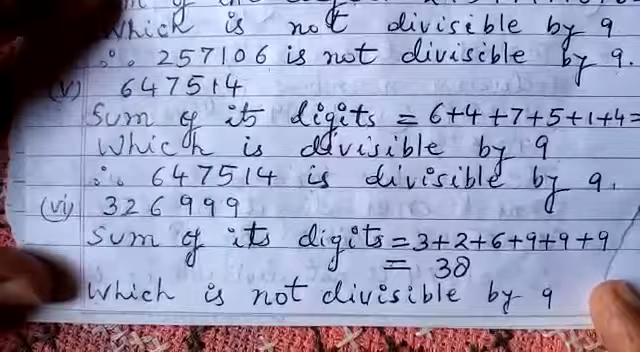 Which is not divisible by 9
∴ 257106 is not divisible by 9.
(v) 647514
Sum of its digits = 6+4+7+5+1+4=
Which is divisible by 9
∴ 647514 is divisible by 9.
(vi) 326999
Sum of its digits = 3+2+6+9+9+9
= 38
Which is not divisible by 9